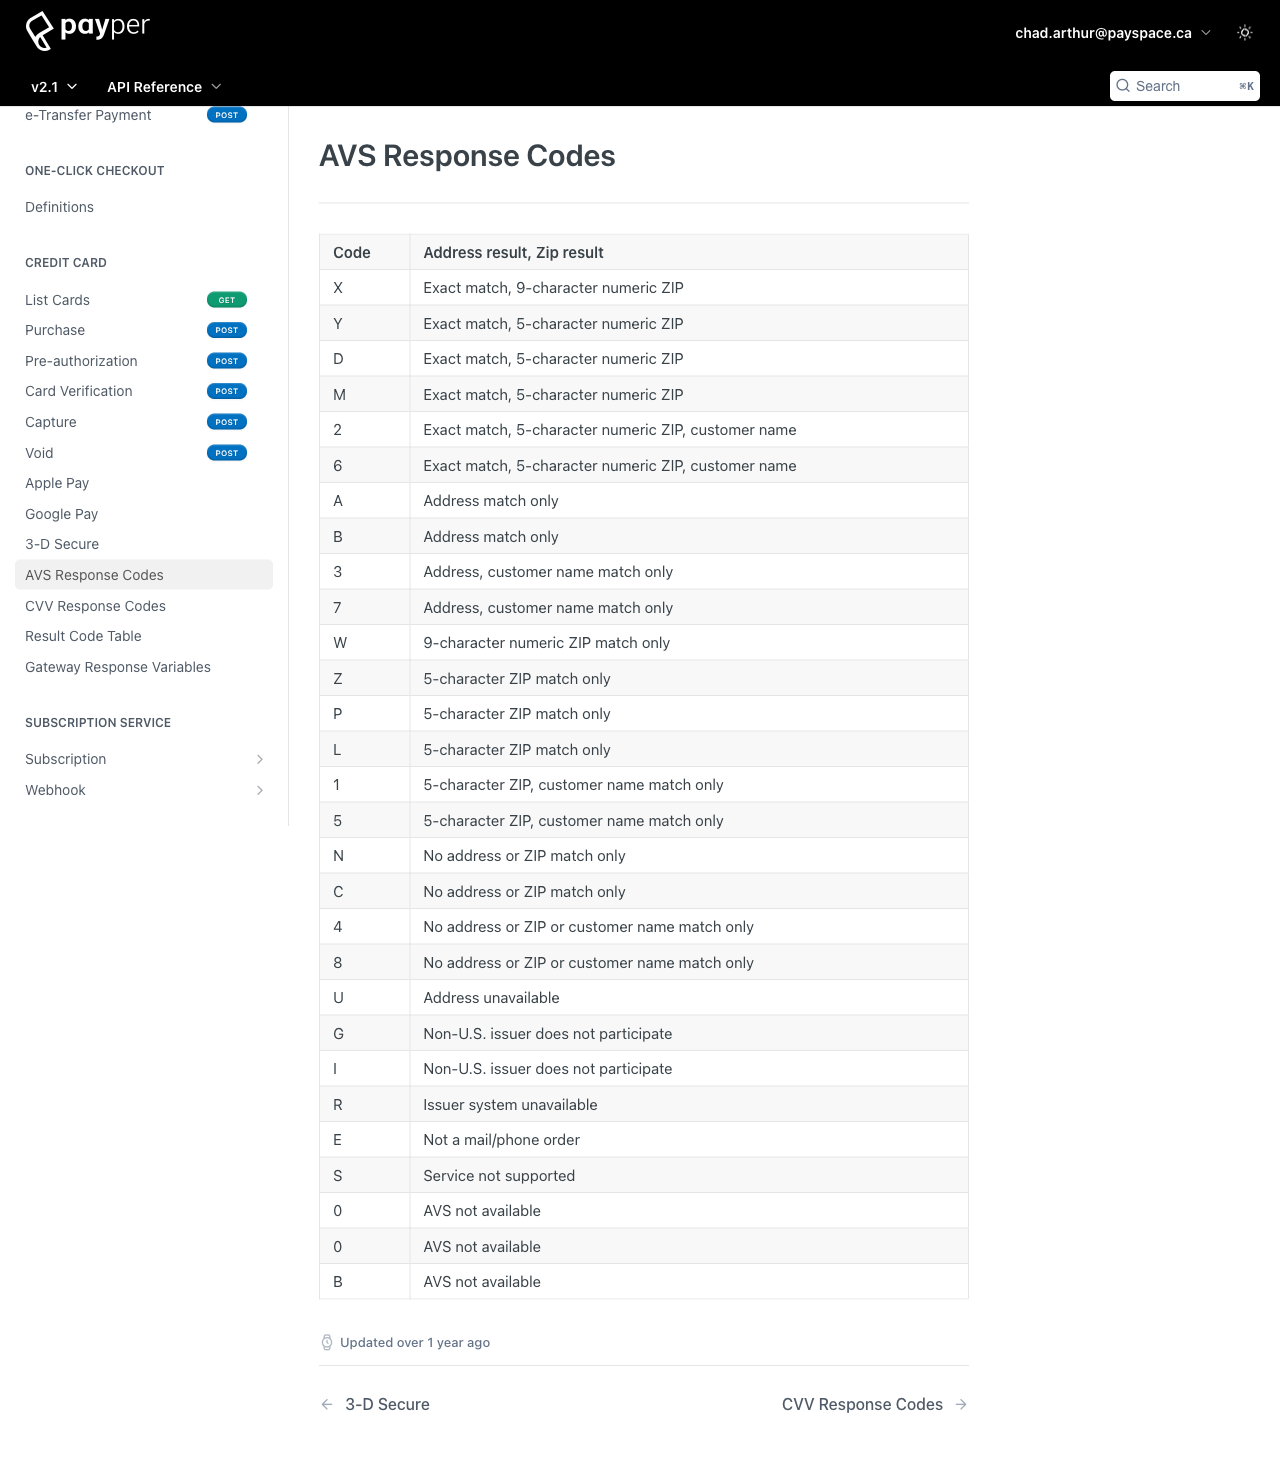 payper
chad.arthur@payspace.ca
v2.1
API Reference
Search
⌘K
e-Transfer Payment POST
ONE-CLICK CHECKOUT
Definitions
CREDIT CARD
List Cards GET
Purchase POST
Pre-authorization POST
Card Verification POST
Capture POST
Void POST
Apple Pay
Google Pay
3-D Secure
AVS Response Codes
CVV Response Codes
Result Code Table
Gateway Response Variables
SUBSCRIPTION SERVICE
Subscription
Webhook
AVS Response Codes
Code Address result, Zip result
X Exact match, 9-character numeric ZIP
Y Exact match, 5-character numeric ZIP
D Exact match, 5-character numeric ZIP
M Exact match, 5-character numeric ZIP
2 Exact match, 5-character numeric ZIP, customer name
6 Exact match, 5-character numeric ZIP, customer name
A Address match only
B Address match only
3 Address, customer name match only
7 Address, customer name match only
W 9-character numeric ZIP match only
Z 5-character ZIP match only
P 5-character ZIP match only
L 5-character ZIP match only
1 5-character ZIP, customer name match only
5 5-character ZIP, customer name match only
N No address or ZIP match only
C No address or ZIP match only
4 No address or ZIP or customer name match only
8 No address or ZIP or customer name match only
U Address unavailable
G Non-U.S. issuer does not participate
I Non-U.S. issuer does not participate
R Issuer system unavailable
E Not a mail/phone order
S Service not supported
0 AVS not available
0 AVS not available
B AVS not available
Updated over 1 year ago
3-D Secure
CVV Response Codes